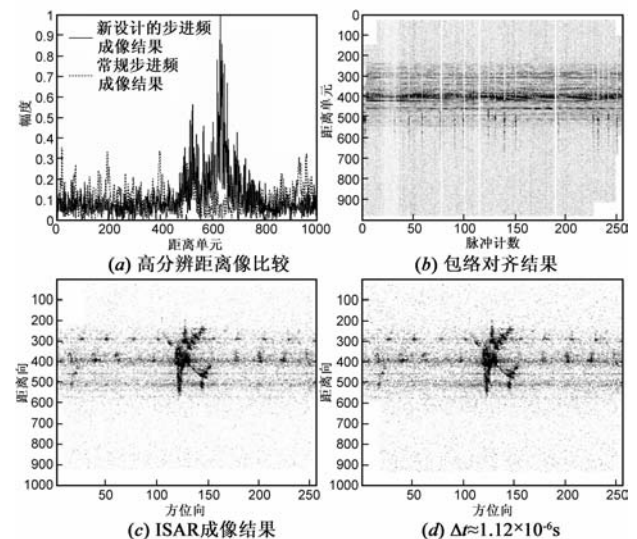 新设计的步进频
成像结果
常规步进频
成像结果
幅度
1
0.9
0.8
0.7
0.6
0.5
0.4
0.3
0.2
0.1
0
0 200 400 600 800 1000
距离单元
(a) 高分辨距离像比较
距离单元
0
100
200
300
400
500
600
700
800
900
0 50 100 150 200 250
脉冲计数
(b) 包络对齐结果
距离向
100
200
300
400
500
600
700
800
900
1000
50 100 150 200 250
方位向
(c) ISAR成像结果
距离向
100
200
300
400
500
600
700
800
900
1000
50 100 150 200 250
方位向
(d) Δt≈1.12×10⁻⁶s